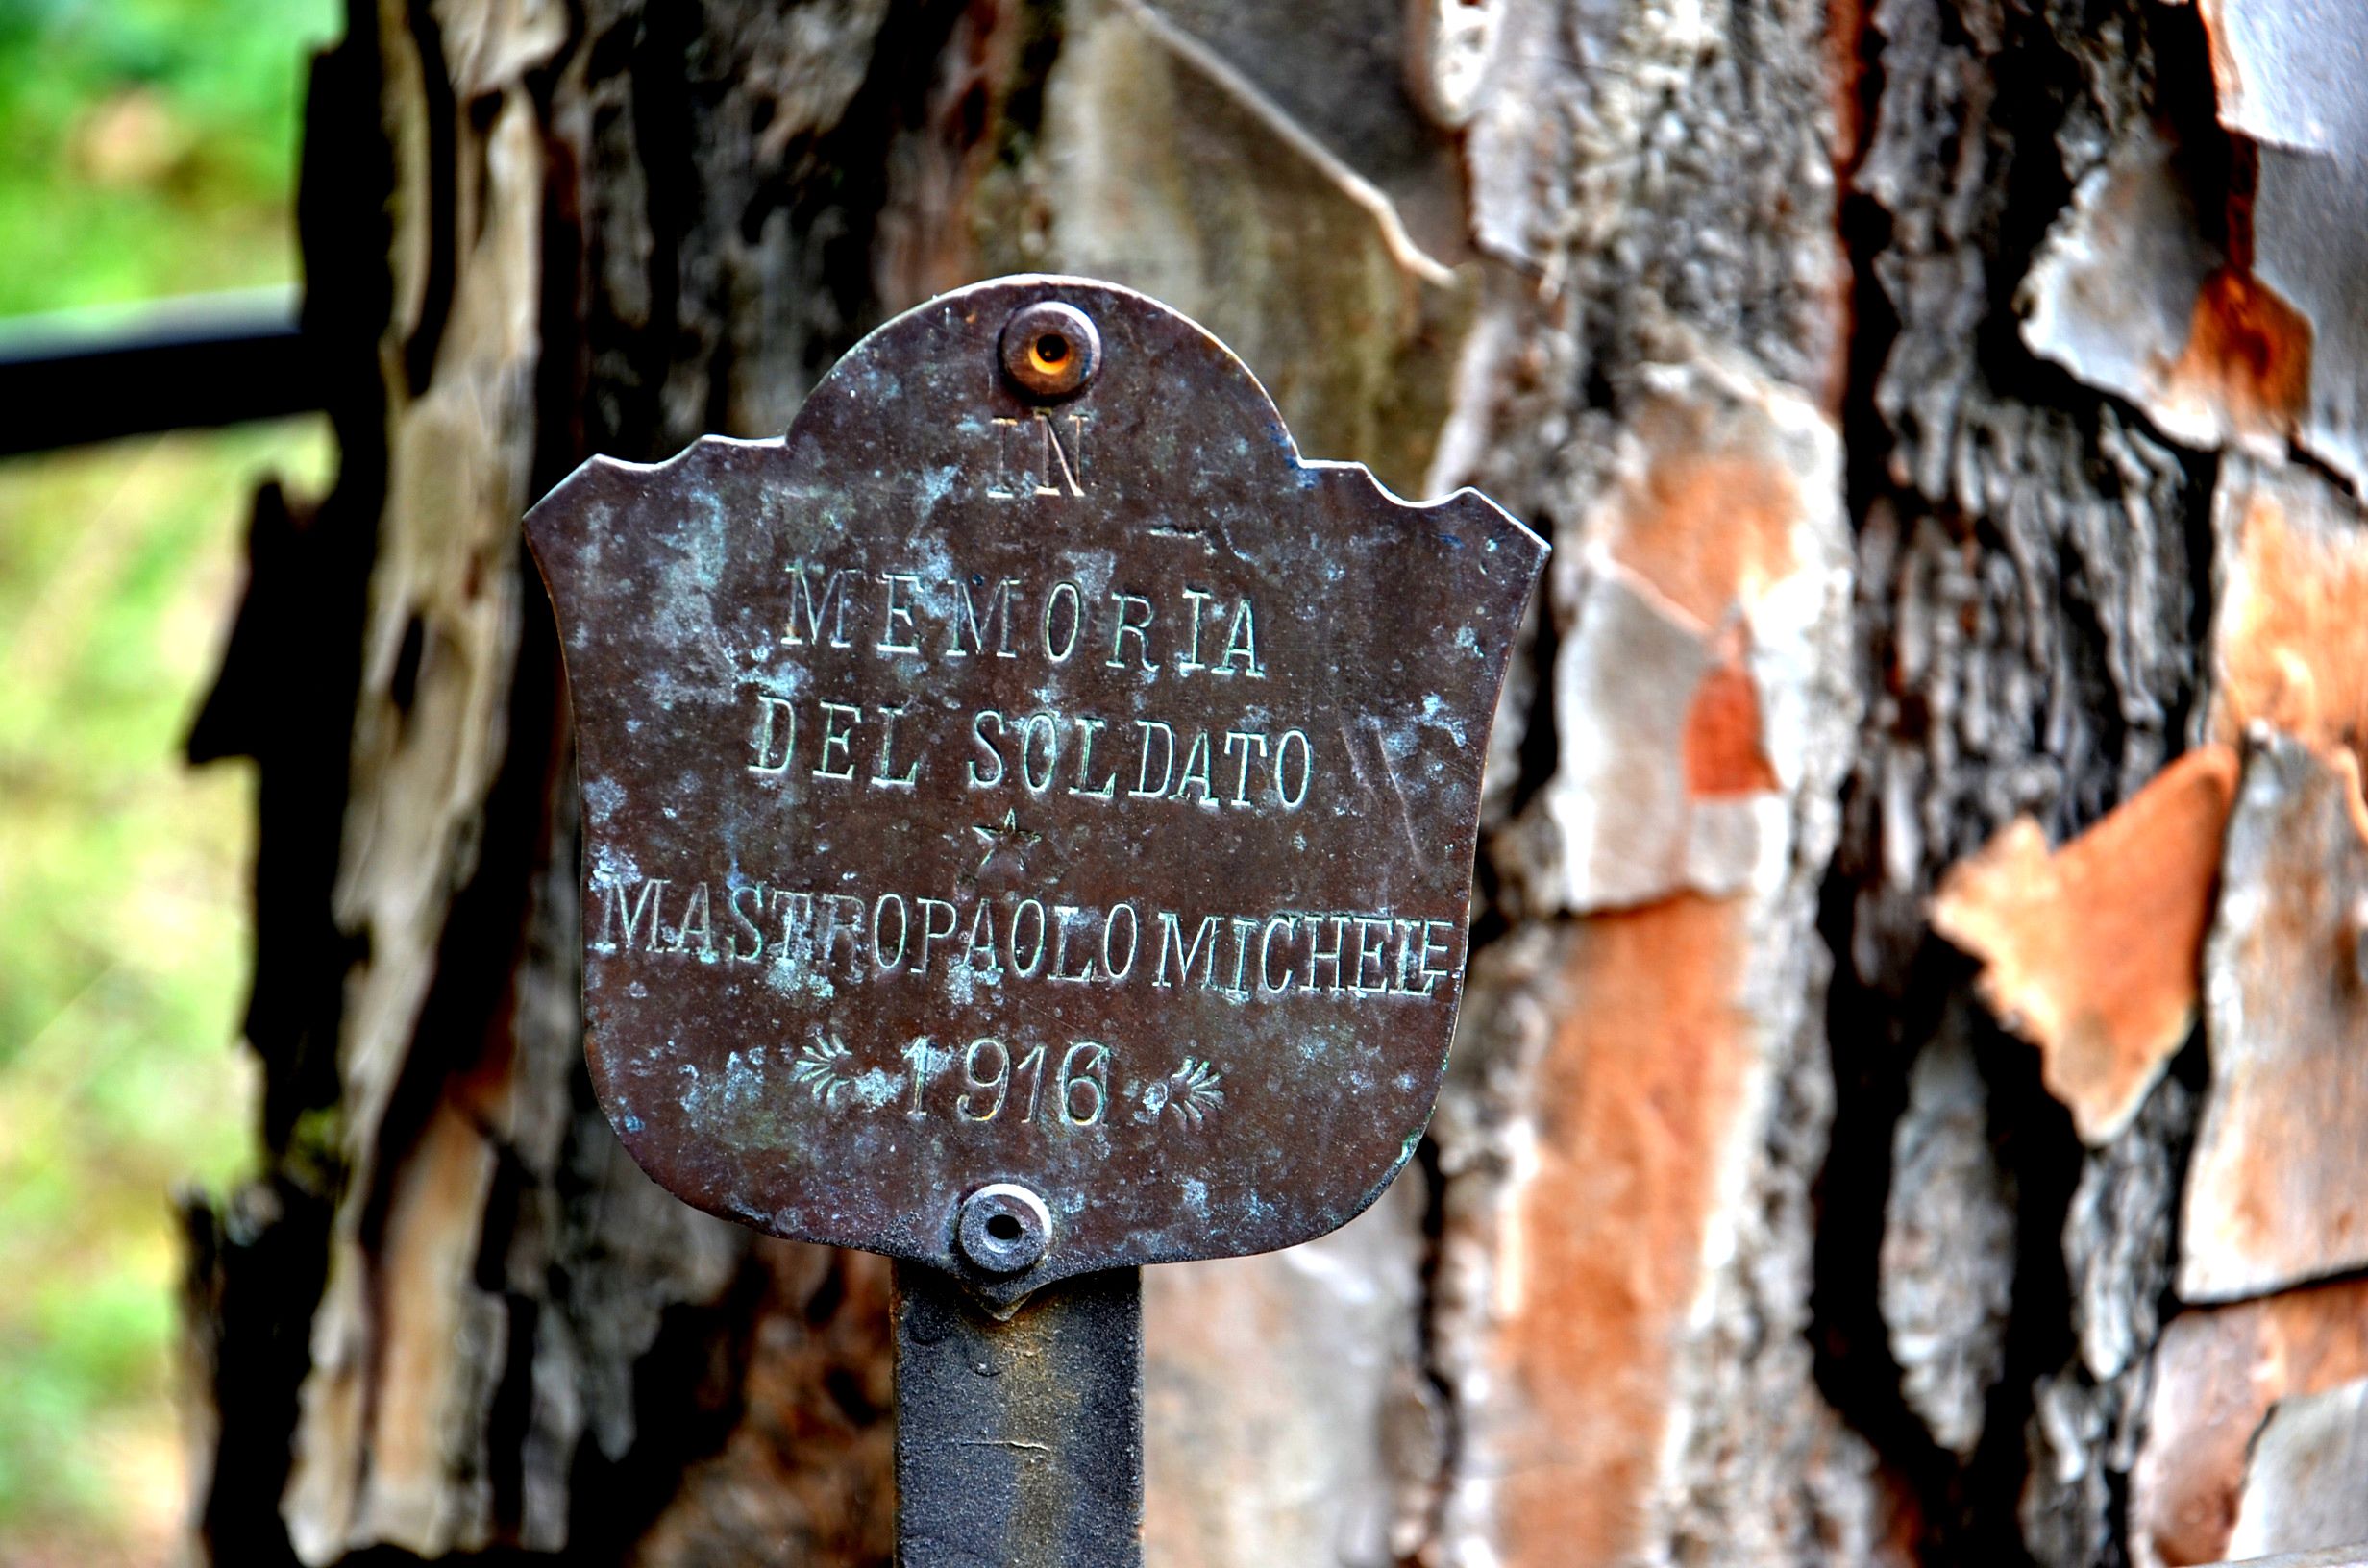 IN
MEMORIA
DEL SOLDATO
MASTROPAOLO MICHELE
1916